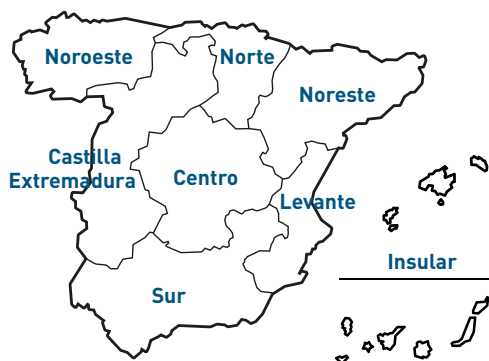 Noroeste
Norte
Noreste
Castilla
Extremadura
Centro
Levante
Insular
Sur